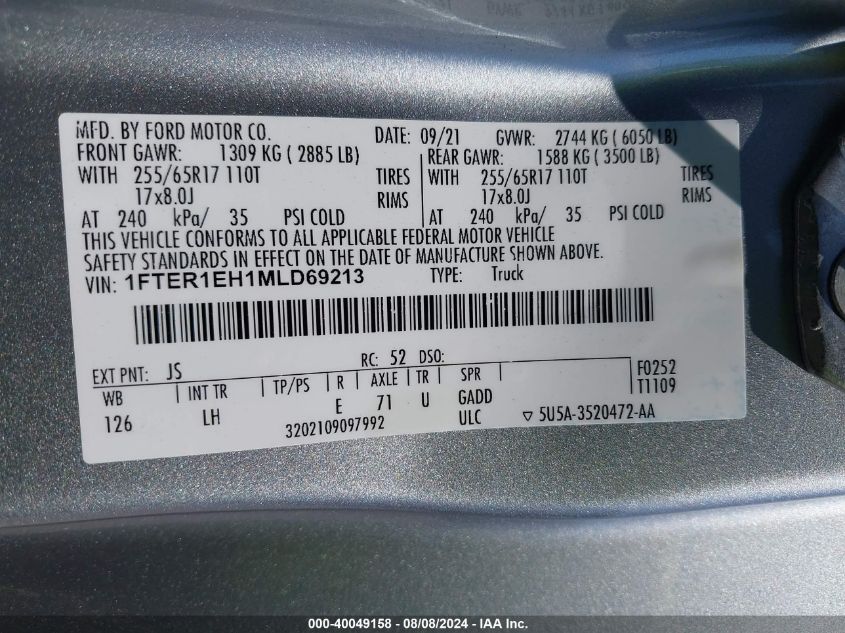 MFD. BY FORD MOTOR CO. DATE: 09/21 GVWR: 2744 KG ( 6050 LB)
FRONT GAWR: 1309 KG ( 2885 LB) REAR GAWR: 1588 KG ( 3500 LB)
WITH 255/65R17 110T TIRES WITH 255/65R17 110T TIRES
17x8.0J RIMS 17x8.0J RIMS
AT 240 kPa/ 35 PSI COLD AT 240 kPa/ 35 PSI COLD
THIS VEHICLE CONFORMS TO ALL APPLICABLE FEDERAL MOTOR VEHICLE
SAFETY STANDARDS IN EFFECT ON THE DATE OF MANUFACTURE SHOWN ABOVE.
VIN: 1FTER1EH1MLD69213 TYPE: Truck
EXT PNT: JS RC: 52 DSO: F0252
WB INT TR TP/PS R AXLE TR SPR T1109
126 LH E 71 U GADD
3202109097992 ULC ▽ 5U5A-3520472-AA
000-40049158 - 08/08/2024 - IAA Inc.